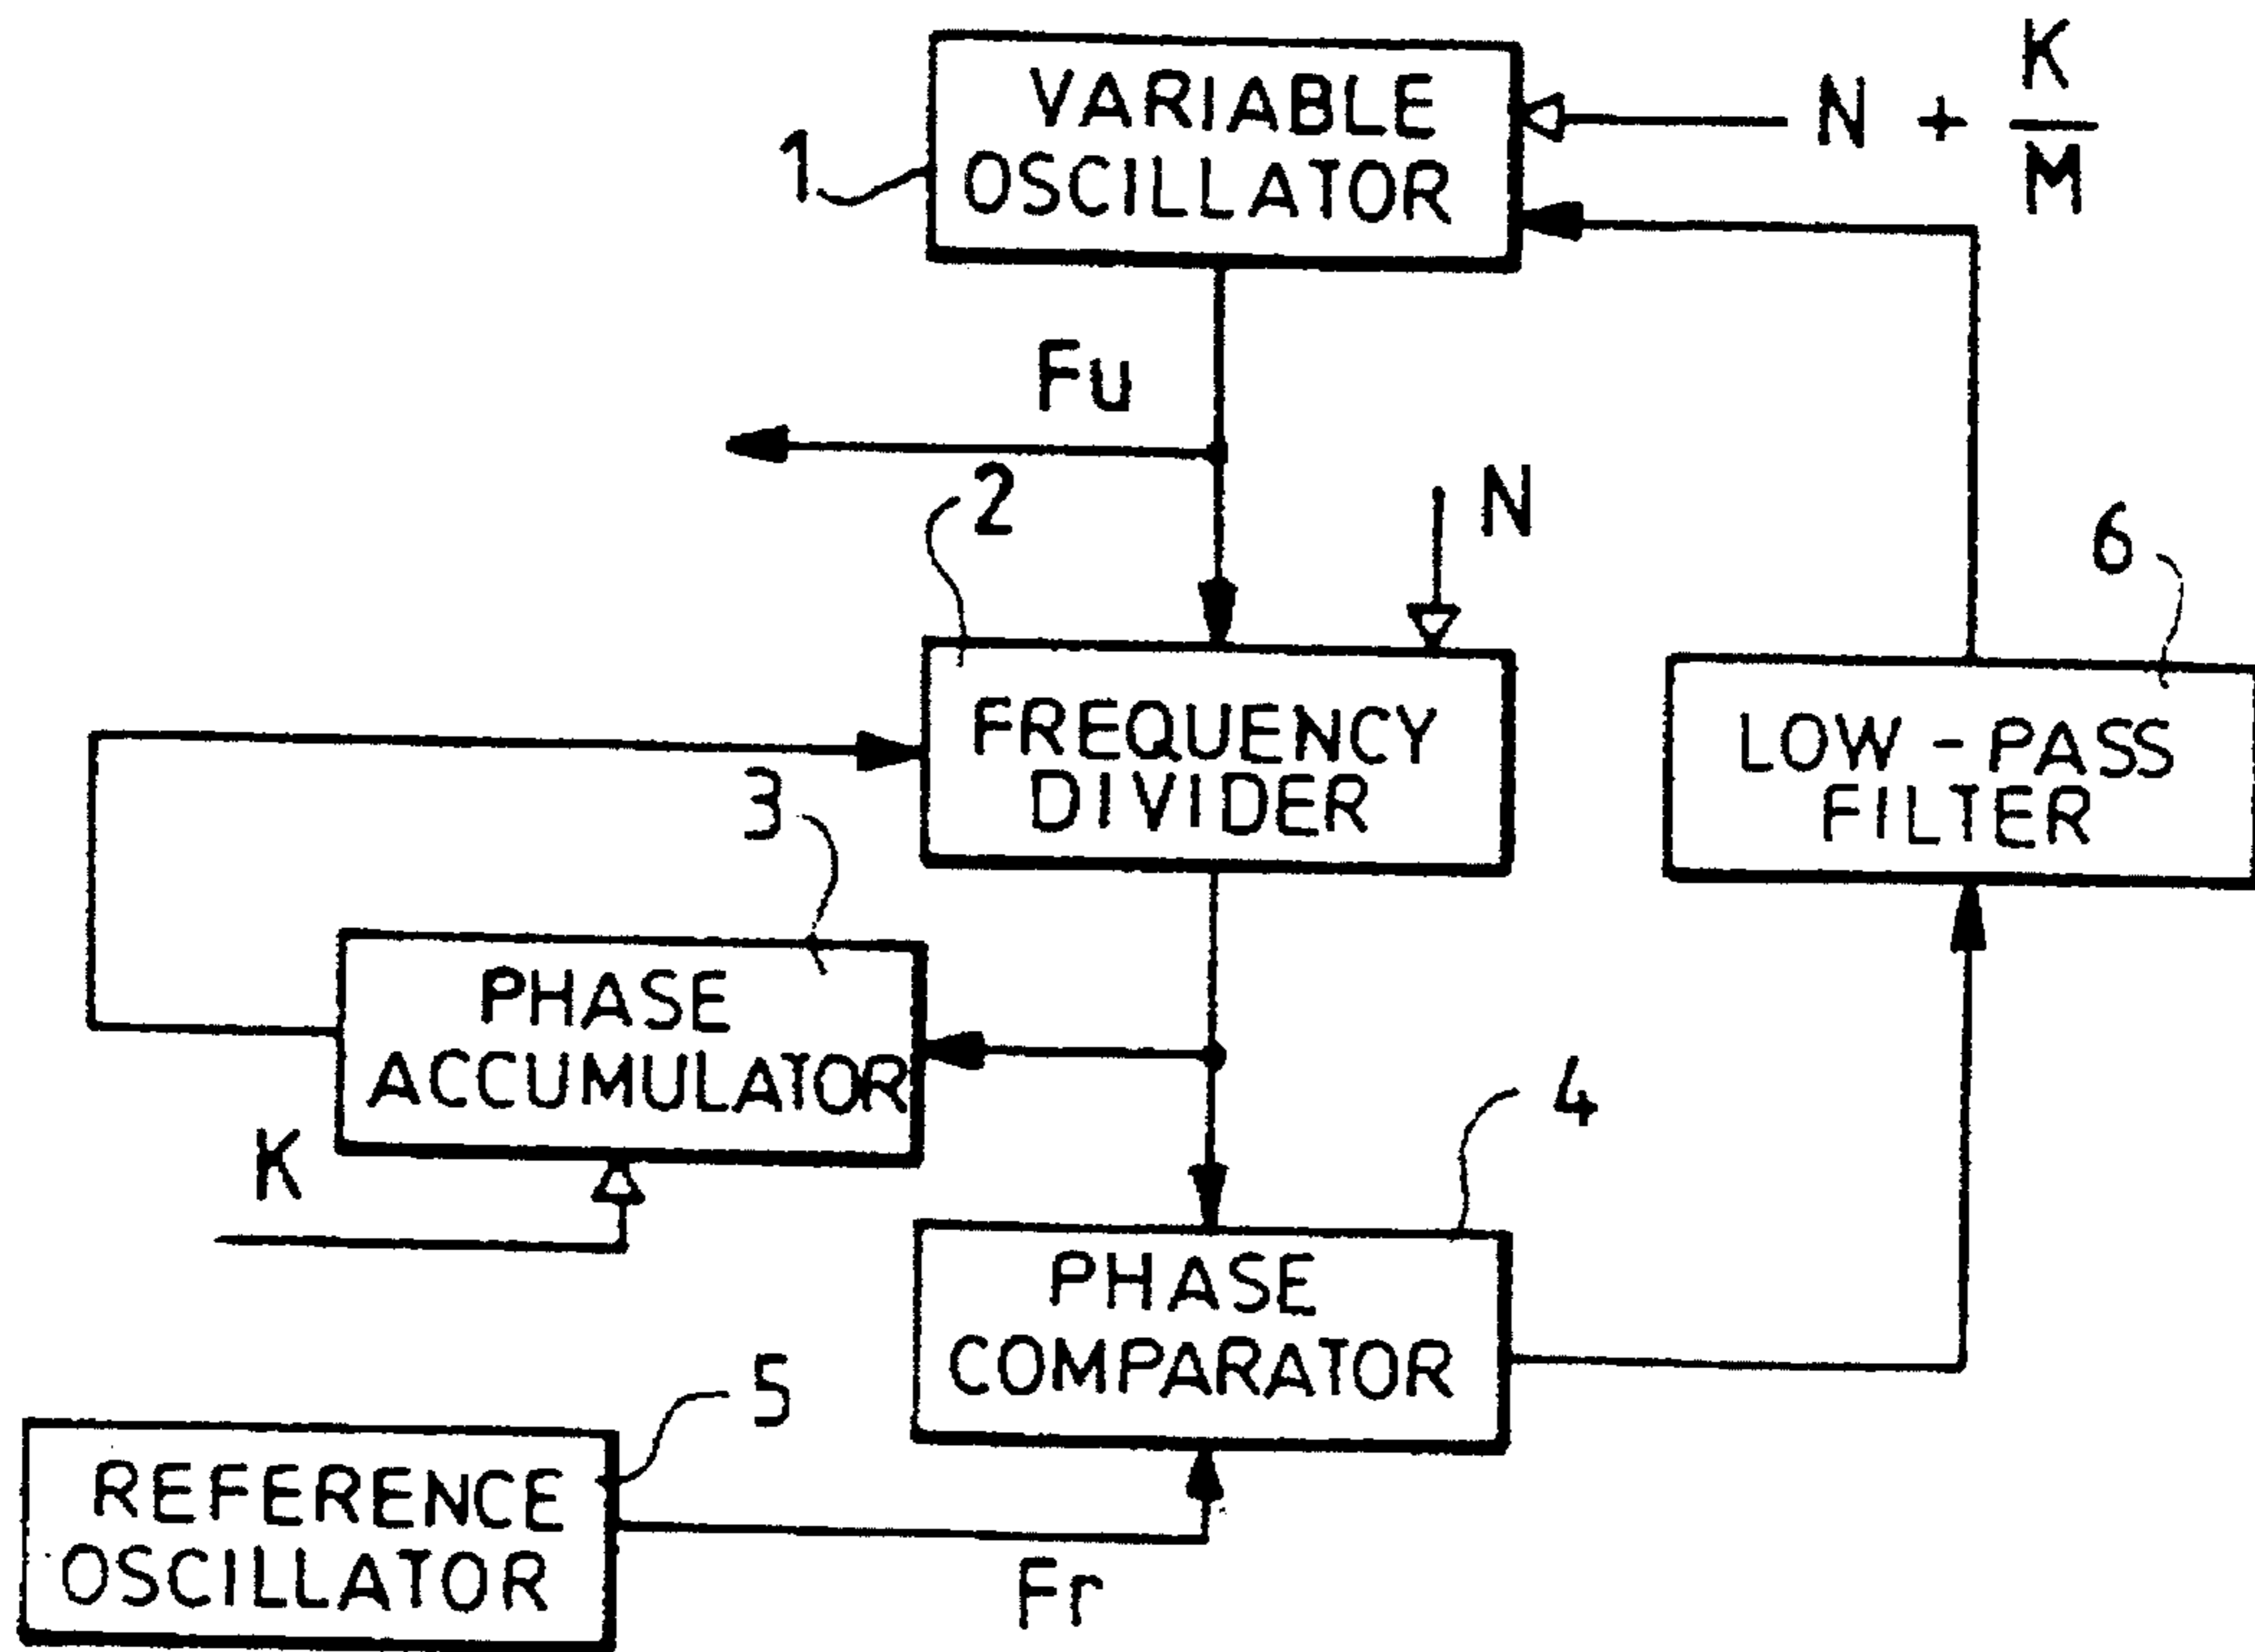 VARIABLE
OSCILLATOR
1
N + K
M
Fu
2
N
6
FREQUENCY
DIVIDER
LOW - PASS
FILTER
3
PHASE
ACCUMULATOR
K
4
PHASE
COMPARATOR
5
REFERENCE
OSCILLATOR
Fr